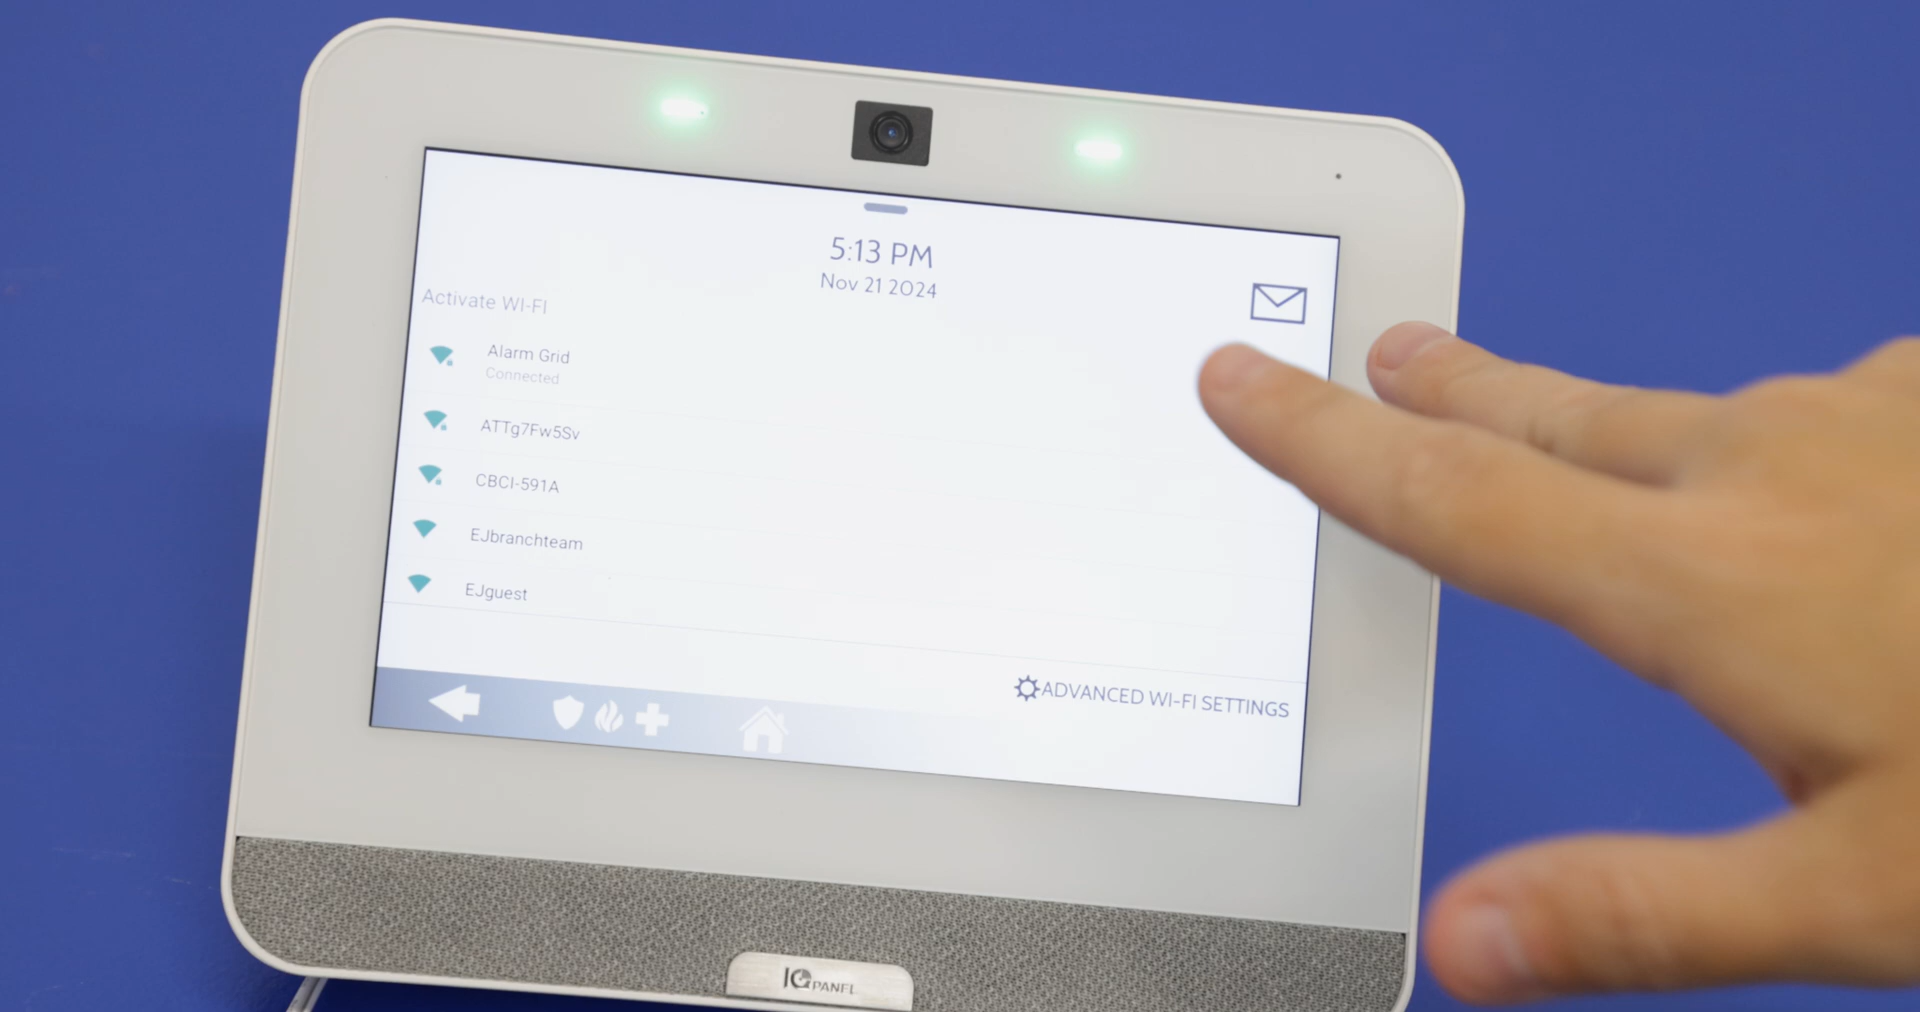 5:13 PM
Nov 21 2024
Activate WI-FI
Alarm Grid
Connected
ATTg7Fw5Sv
CBCI-591A
EJbranchteam
EJguest
ADVANCED WI-FI SETTINGS
IQ PANEL